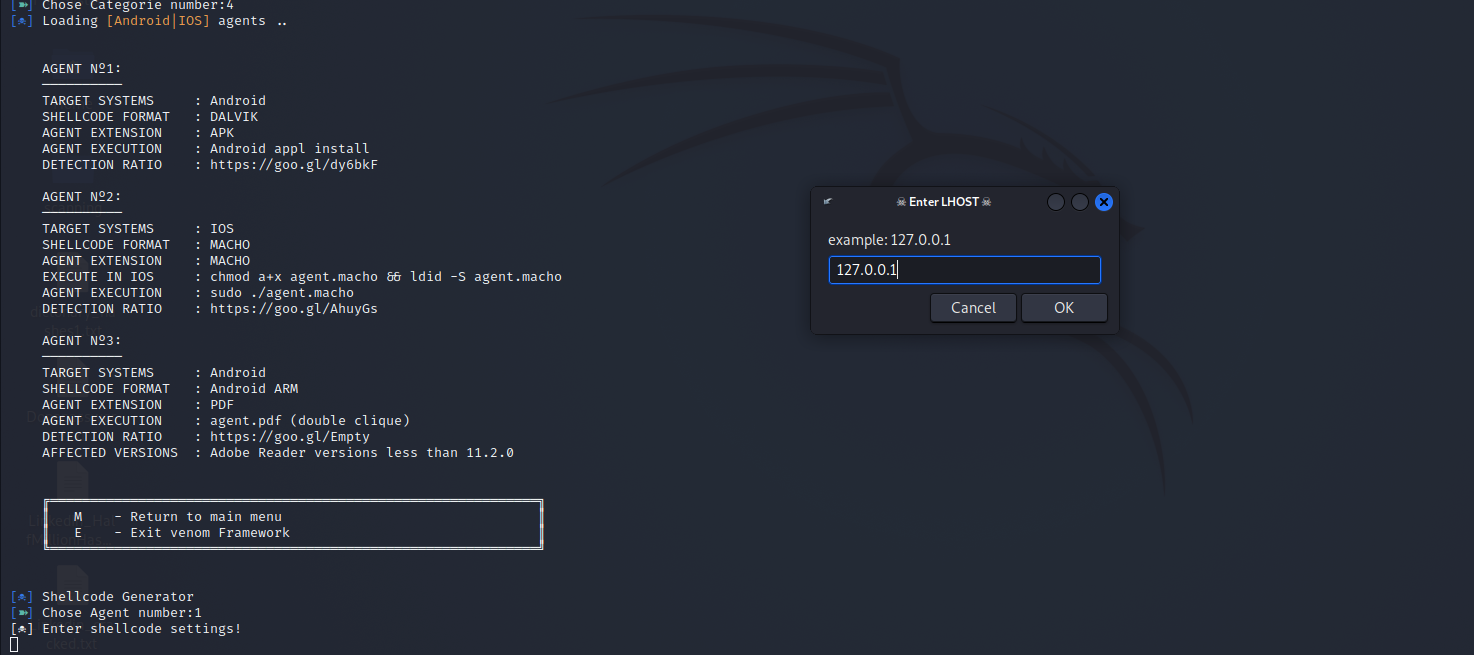 [☠] Chose Categorie number:4
[☠] Loading [Android|IOS] agents ..
AGENT Nº1:
TARGET SYSTEMS     : Android
SHELLCODE FORMAT   : DALVIK
AGENT EXTENSION    : APK
AGENT EXECUTION    : Android appl install
DETECTION RATIO    : https://goo.gl/dy6bkF
AGENT Nº2:
TARGET SYSTEMS     : IOS
SHELLCODE FORMAT   : MACHO
AGENT EXTENSION    : MACHO
EXECUTE IN IOS     : chmod a+x agent.macho && ldid -S agent.macho
AGENT EXECUTION    : sudo ./agent.macho
DETECTION RATIO    : https://goo.gl/AhuyGs
AGENT Nº3:
TARGET SYSTEMS     : Android
SHELLCODE FORMAT   : Android ARM
AGENT EXTENSION    : PDF
AGENT EXECUTION    : agent.pdf (double clique)
DETECTION RATIO    : https://goo.gl/Empty
AFFECTED VERSIONS  : Adobe Reader versions less than 11.2.0
M    - Return to main menu
E    - Exit venom Framework
[☠] Shellcode Generator
[➽] Chose Agent number:1
[☠] Enter shellcode settings!
☠ Enter LHOST ☠
example: 127.0.0.1
127.0.0.1
Cancel OK